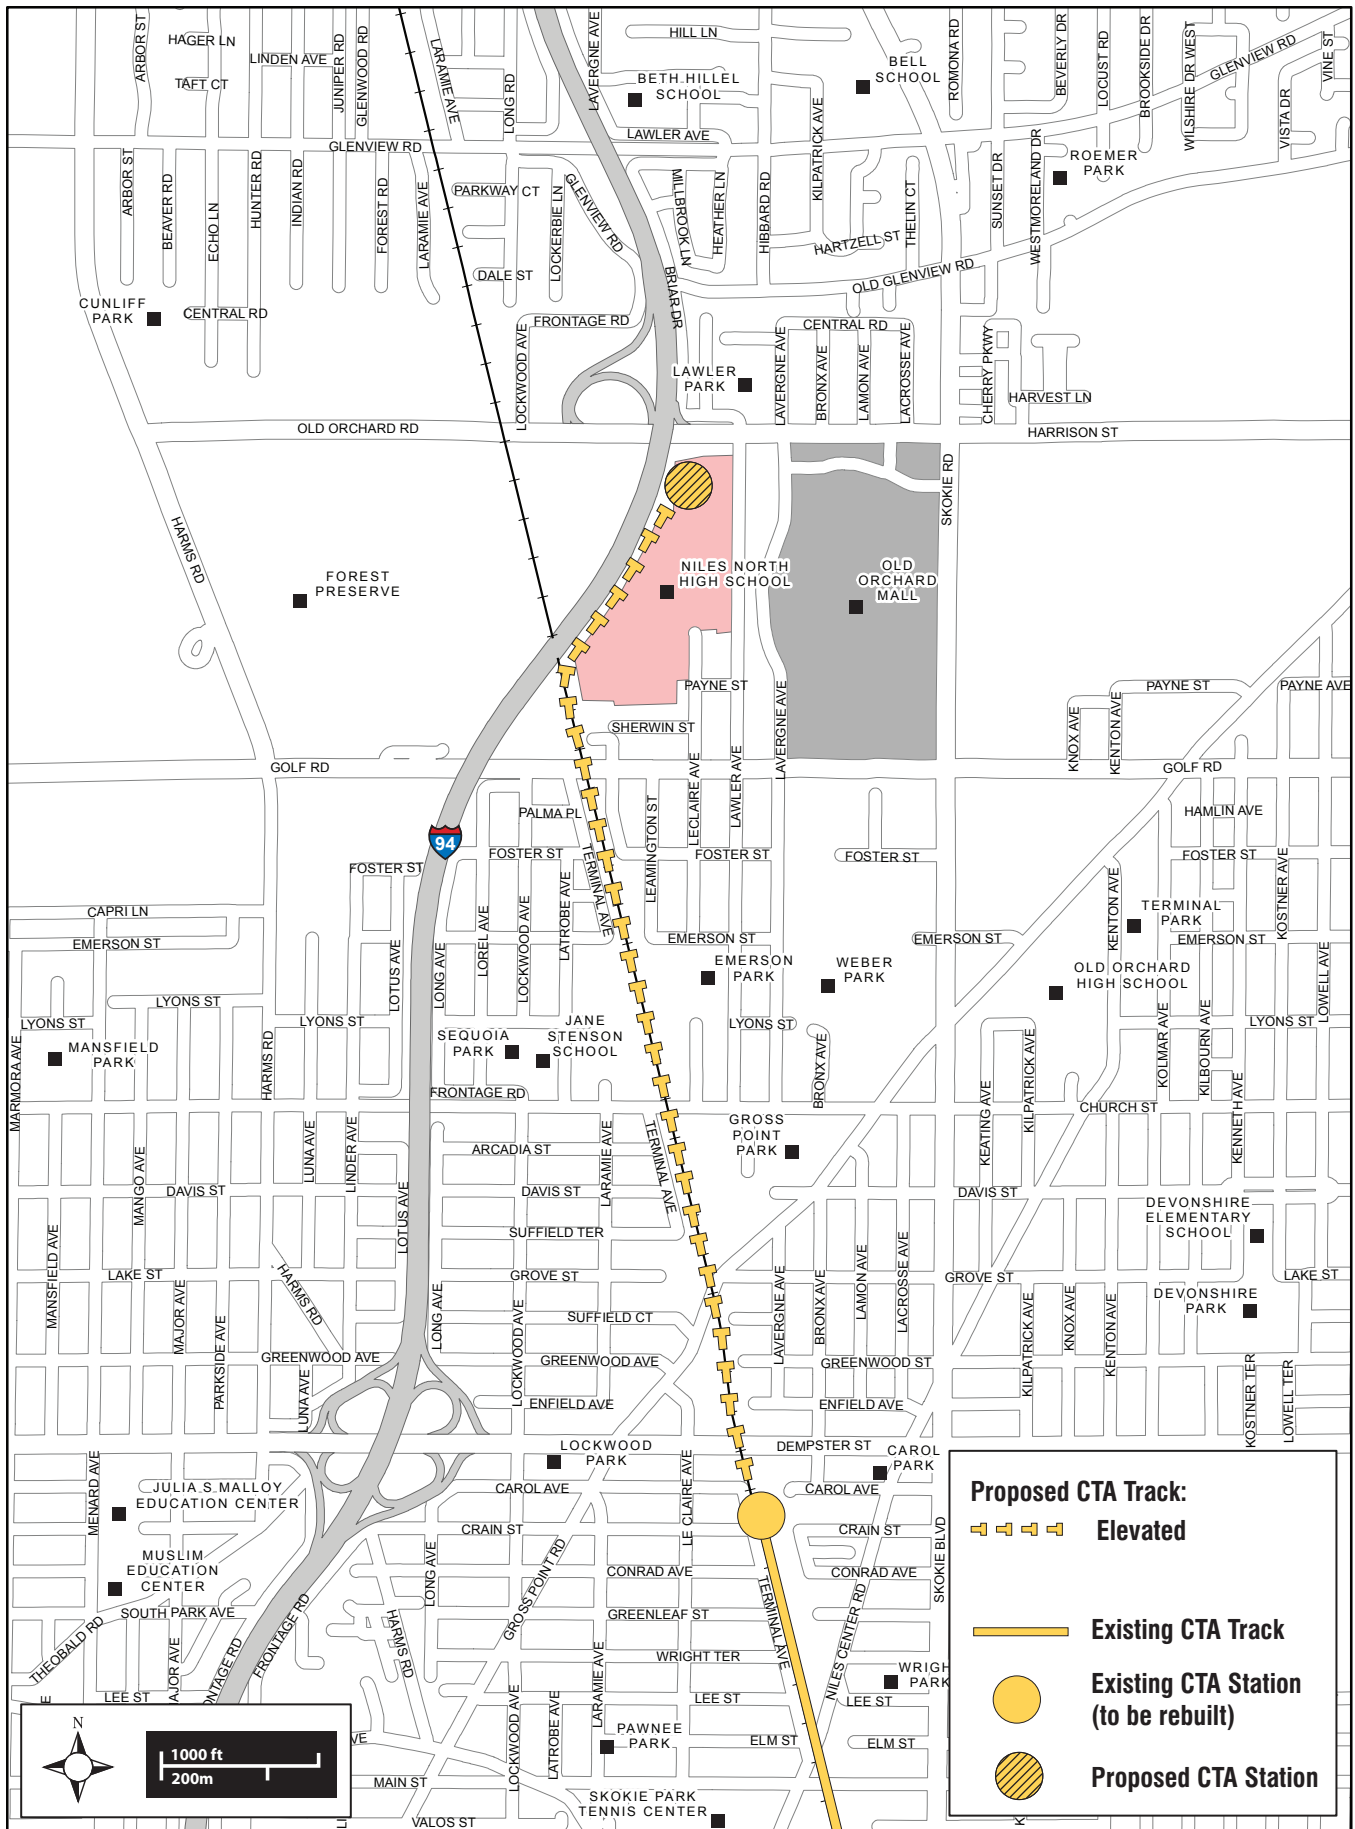 HILL LN
ARBOR ST
HAGER LN
LINDEN AVE
TAFT CT
JUNIPER RD
GLENWOOD RD
LARAMIE AVE
LONG RD
LAVERGNE AVE
BETH HILLEL
SCHOOL
BELL
SCHOOL
ROMONA RD
BEVERLY DR
LOCUST RD
BROOKSIDE DR
WILSHIRE DR WEST
GLENVIEW RD
VINE ST
VISTA DR
LAWLER AVE
KILPATRICK AVE
GLENVIEW RD
ROEMER
PARK
ARBOR ST
BEAVER RD
ECHO LN
HUNTER RD
INDIAN RD
FOREST RD
LARAMIE AVE
PARKWAY CT
LOCKERBIE LN
GLENVIEW RD
MILLBROOK LN
HEATHER LN
HIBBARD RD
HARTZELL ST
THELIN CT
SUNSET DR
WESTMORELAND DR
DALE ST
BRIAR DR
OLD GLENVIEW RD
CUNLIFF
PARK
CENTRAL RD
FRONTAGE RD
LOCKWOOD AVE
CENTRAL RD
LAWLER
PARK
LAVERGNE AVE
BRONX AVE
LAMON AVE
LACROSSE AVE
CHERRY PKWY
HARVEST LN
OLD ORCHARD RD
HARRISON ST
SKOKIE RD
HARMS RD
FOREST
PRESERVE
NILES NORTH
HIGH SCHOOL
OLD
ORCHARD
MALL
PAYNE ST
PAYNE ST
PAYNE AVE
SHERWIN ST
LECLAIRE AVE
LAWLER AVE
LAVERGNE AVE
KNOX AVE
KENTON AVE
GOLF RD
GOLF RD
PALMA PL
HAMLIN AVE
94
FOSTER ST
FOSTER ST
TERMINAL AVE
LEAMINGTON ST
FOSTER ST
FOSTER ST
FOSTER ST
KOSTNER AVE
CAPRI LN
EMERSON ST
LOTUS AVE
LONG AVE
LOREL AVE
LOCKWOOD AVE
LATROBE AVE
EMERSON ST
EMERSON ST
KENTON AVE
TERMINAL
PARK
EMERSON ST
EMERSON
PARK
WEBER
PARK
OLD ORCHARD
HIGH SCHOOL
LOWELL AVE
LYONS ST
LYONS ST
LYONS ST
MARMORA AVE
MANSFIELD
PARK
HARMS RD
SEQUOIA
PARK
JANE
STENSON
SCHOOL
LYONS ST
BRONX AVE
KEATING AVE
KILPATRICK AVE
KOLMAR AVE
KILBOURN AVE
LYONS ST
KENNETH AVE
FRONTAGE RD
CHURCH ST
GROSS
POINT
PARK
MANGO AVE
LUNA AVE
LINDER AVE
ARCADIA ST
LARAMIE AVE
TERMINAL AVE
DAVIS ST
LOTUS AVE
DAVIS ST
DAVIS ST
DEVONSHIRE
ELEMENTARY
SCHOOL
MANSFIELD AVE
SUFFIELD TER
LAKE ST
MAJOR AVE
PARKSIDE AVE
HARMS RD
LONG AVE
GROVE ST
LOCKWOOD AVE
SUFFIELD CT
LAVERGNE AVE
BRONX AVE
LAMON AVE
LACROSSE AVE
GROVE ST
KILPATRICK AVE
KNOX AVE
KENTON AVE
LAKE ST
DEVONSHIRE
PARK
GREENWOOD AVE
GREENWOOD AVE
GREENWOOD ST
LUNA AVE
ENFIELD AVE
ENFIELD AVE
KOSTNER TER
LOWELL TER
MENARD AVE
LOCKWOOD
PARK
DEMPSTER ST
CAROL
PARK
JULIA S MALLOY
EDUCATION CENTER
CAROL AVE
LE CLAIRE AVE
CAROL AVE
CRAIN ST
CRAIN ST
SKOKIE BLVD
MUSLIM
EDUCATION
CENTER
LONG AVE
GROSS POINT RD
CONRAD AVE
TERMINAL AVE
CONRAD AVE
SOUTH PARK AVE
THEOBALD RD
FRONTAGE RD
HARMS RD
GREENLEAF ST
NILES CENTER RD
AJOR AVE
ONTAGE RD
LARAMIE AVE
WRIGHT TER
WRIGH
PARK
LEE ST
LOCKWOOD AVE
LATROBE AVE
LEE ST
LEE ST
PAWNEE
PARK
ELM ST
ELM ST
VE
MAIN ST
SKOKIE PARK
TENNIS CENTER
VALOS ST
N
1000 ft
200m
Proposed CTA Track:
Elevated
Existing CTA Track
Existing CTA Station
(to be rebuilt)
Proposed CTA Station